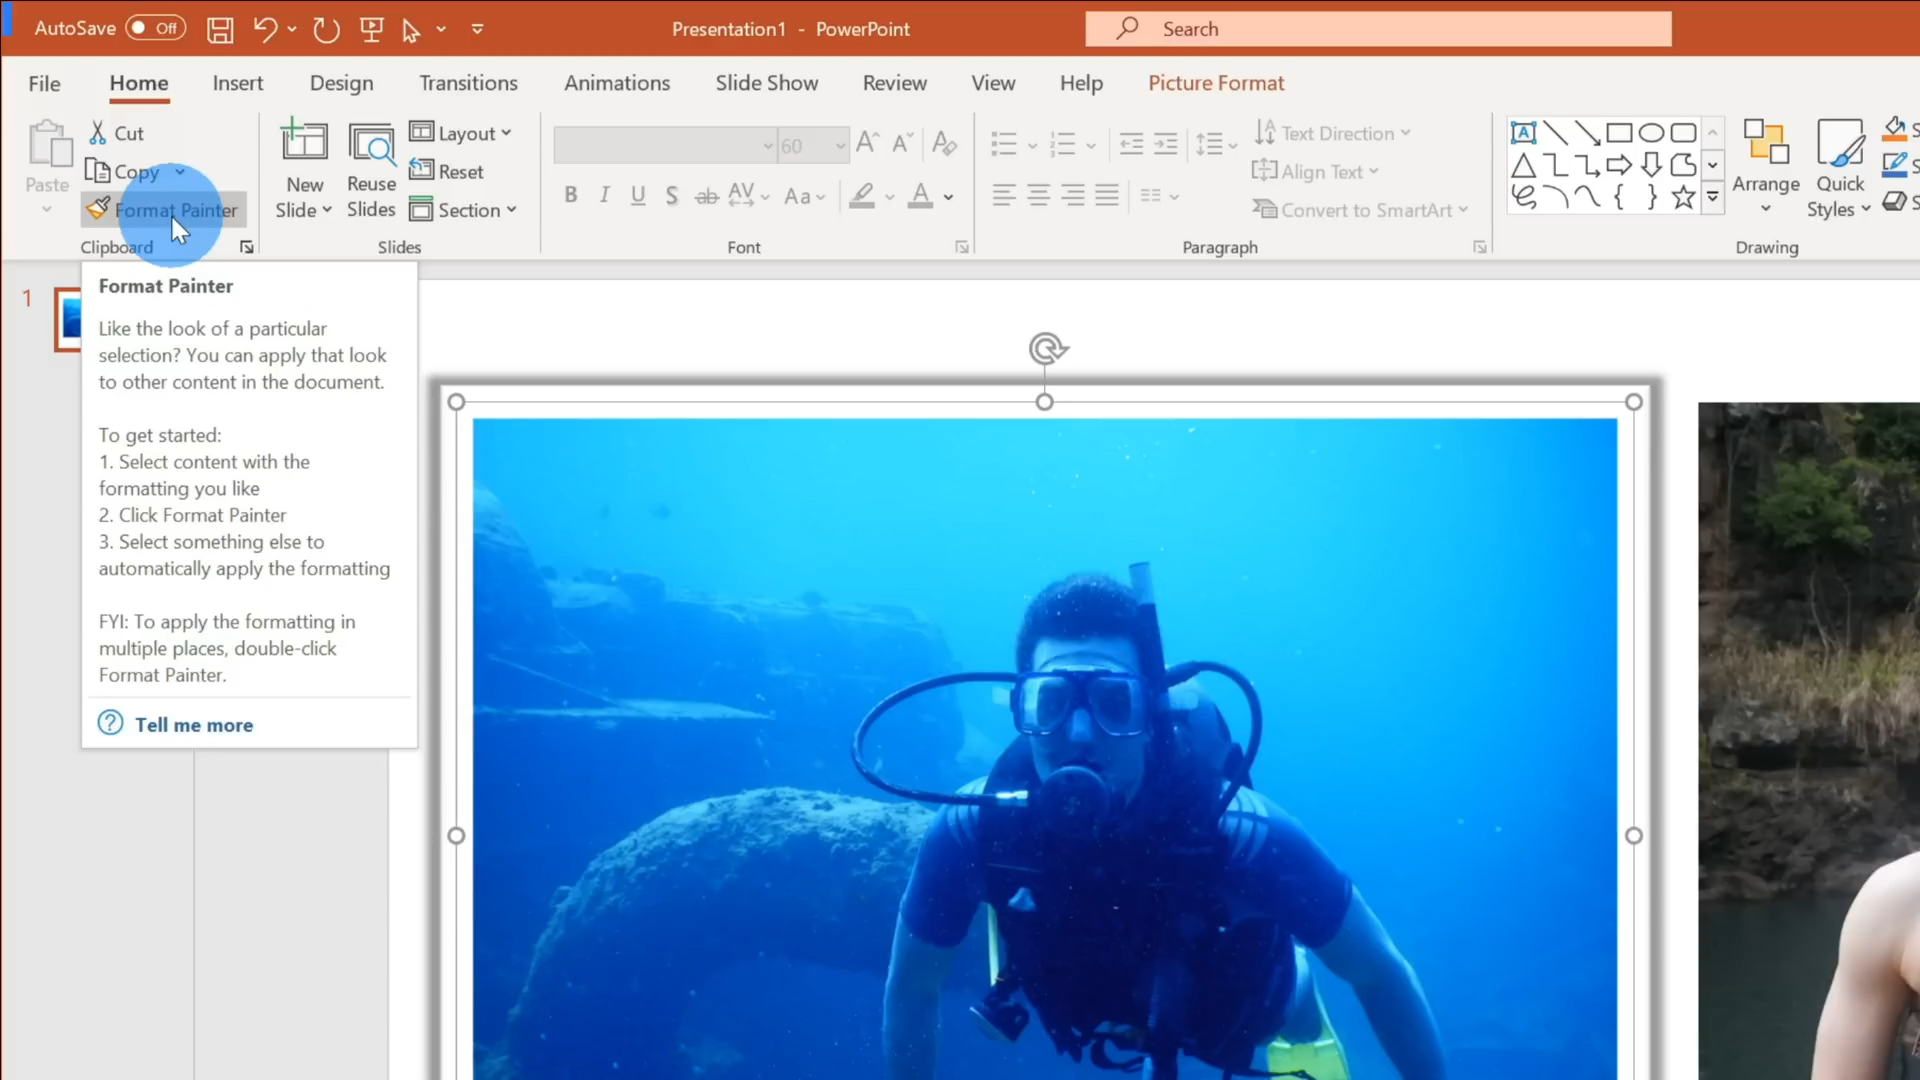 AutoSave Off
Presentation1 - PowerPoint
Search
File Home Insert Design Transitions Animations Slide Show Review View Help Picture Format
Paste
Cut
Copy
Format Painter
Clipboard
New
Slide
Reuse
Slides
Layout
Reset
Section
Slides
60
B I U S ab AV Aa A
Font
Text Direction
Align Text
Convert to SmartArt
Paragraph
Arrange
Quick
Styles
S
S
S
Drawing
1
Format Painter
Like the look of a particular
selection? You can apply that look
to other content in the document.
To get started:
1. Select content with the
formatting you like
2. Click Format Painter
3. Select something else to
automatically apply the formatting
FYI: To apply the formatting in
multiple places, double-click
Format Painter.
Tell me more